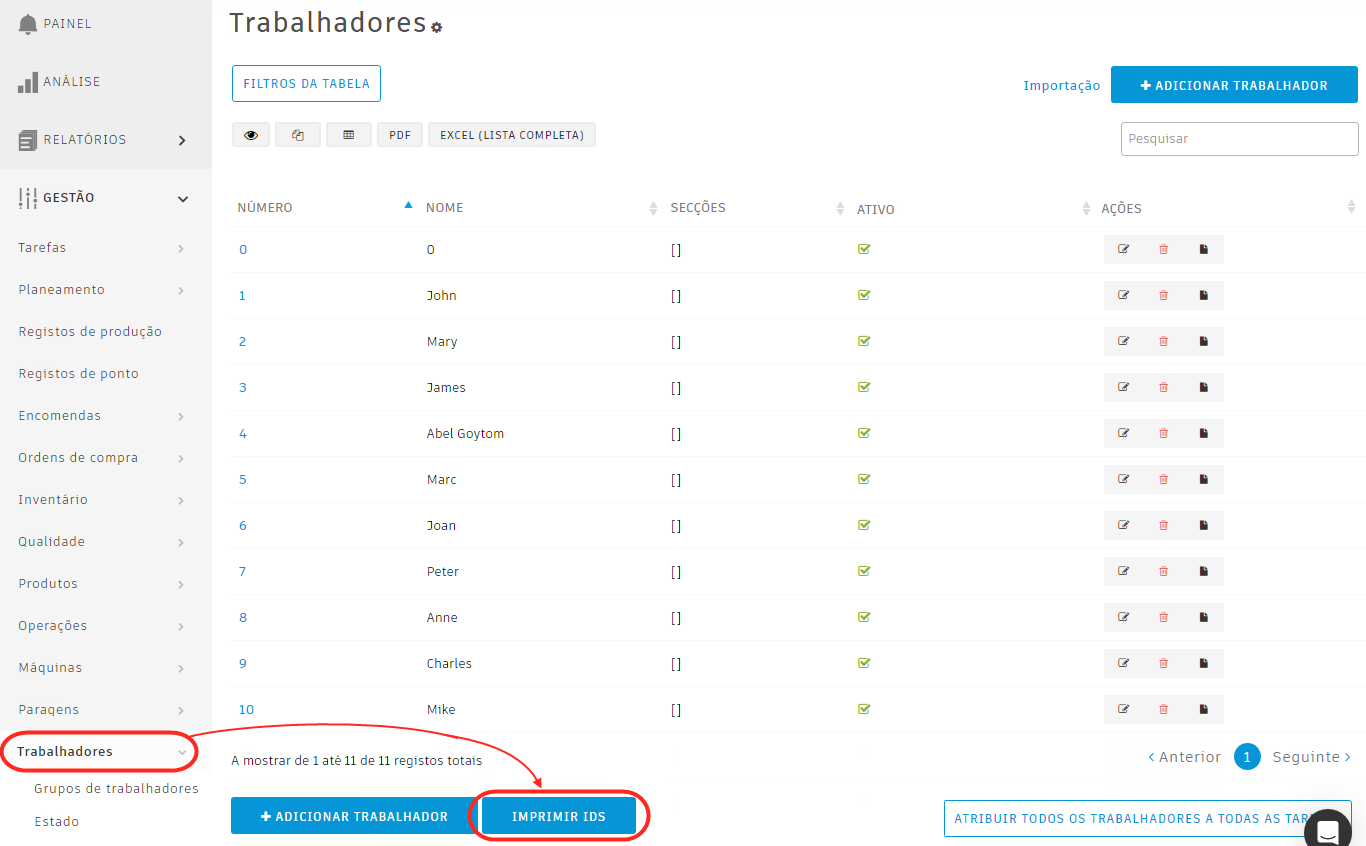 PAINEL
ANÁLISE
RELATÓRIOS
GESTÃO
Tarefas
Planeamento
Registos de produção
Registos de ponto
Encomendas
Ordens de compra
Inventário
Qualidade
Produtos
Operações
Máquinas
Paragens
Trabalhadores
Grupos de trabalhadores
Estado
Trabalhadores
FILTROS DA TABELA
Importação
+ ADICIONAR TRABALHADOR
PDF
EXCEL (LISTA COMPLETA)
Pesquisar
NÚMERO NOME SECÇÕES ATIVO AÇÕES
0 0 []
1 John []
2 Mary []
3 James []
4 Abel Goytom []
5 Marc []
6 Joan []
7 Peter []
8 Anne []
9 Charles []
10 Mike []
A mostrar de 1 até 11 de 11 registos totais
‹ Anterior 1 Seguinte ›
+ ADICIONAR TRABALHADOR
IMPRIMIR IDS
ATRIBUIR TODOS OS TRABALHADORES A TODAS AS